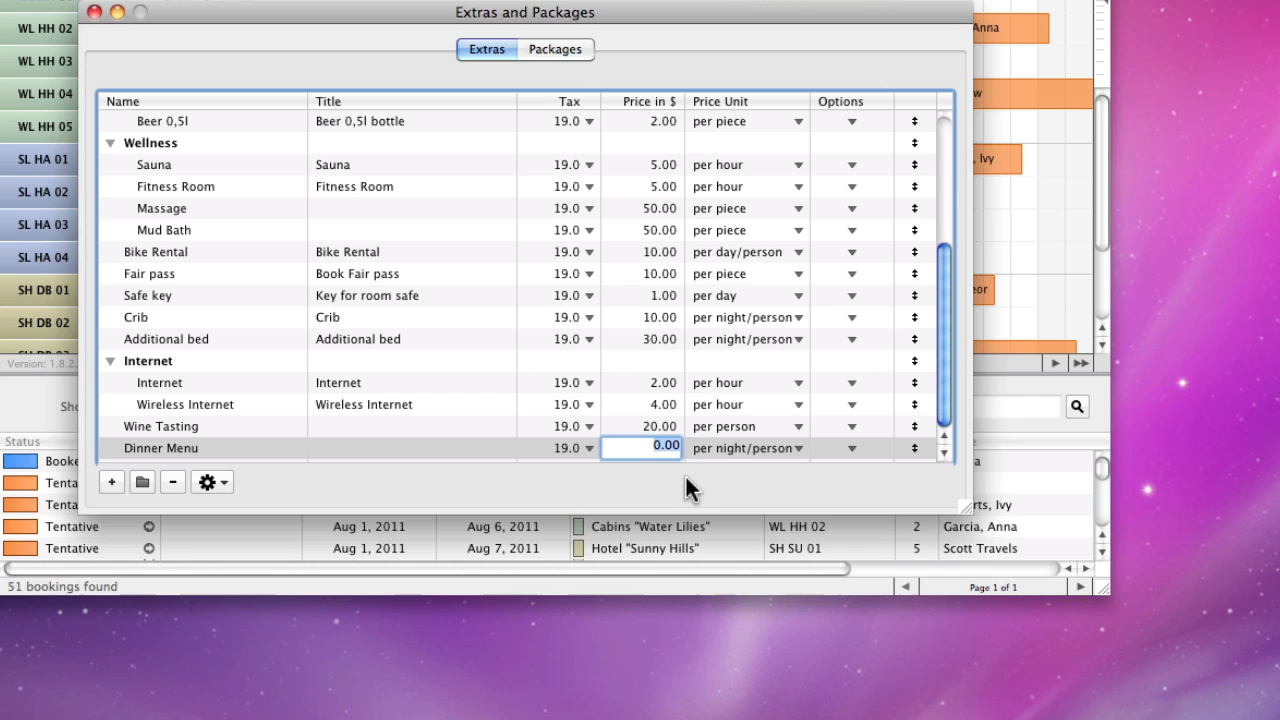 Extras and Packages
Extras Packages
WL HH 02
WL HH 03
WL HH 04
WL HH 05
SL HA 01
SL HA 02
SL HA 03
SL HA 04
SH DB 01
SH DB 02
Version: 1.8.2.
Anna
w
, Ivy
eor
Name Title Tax Price in $ Price Unit Options
Beer 0,5l Beer 0,5l bottle 19.0 2.00 per piece
Wellness
Sauna Sauna 19.0 5.00 per hour
Fitness Room Fitness Room 19.0 5.00 per hour
Massage 19.0 50.00 per piece
Mud Bath 19.0 50.00 per piece
Bike Rental Bike Rental 19.0 10.00 per day/person
Fair pass Book Fair pass 19.0 10.00 per piece
Safe key Key for room safe 19.0 1.00 per day
Crib Crib 19.0 10.00 per night/person
Additional bed Additional bed 19.0 30.00 per night/person
Internet
Internet Internet 19.0 2.00 per hour
Wireless Internet Wireless Internet 19.0 4.00 per hour
Wine Tasting 19.0 20.00 per person
Dinner Menu 19.0 0.00 per night/person
Sho
Status e
Booke a
Tenta
Tenta rts, Ivy
Tentative Aug 1, 2011 Aug 6, 2011 Cabins "Water Lilies" WL HH 02 2 Garcia, Anna
Tentative Aug 1, 2011 Aug 7, 2011 Hotel "Sunny Hills" SH SU 01 5 Scott Travels
51 bookings found Page 1 of 1